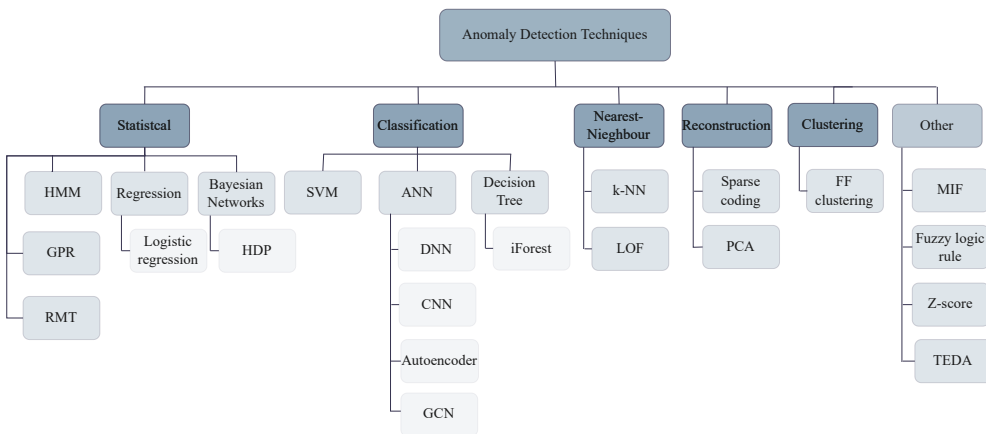 Anomaly Detection Techniques
Statistcal
Classification
Nearest-
Nieghbour
Reconstruction
Clustering
Other
HMM
Regression
Bayesian
Networks
SVM
ANN
Decision
Tree
k-NN
Sparse
coding
FF
clustering
MIF
GPR
Logistic
regression
HDP
DNN
iForest
LOF
PCA
Fuzzy logic
rule
RMT
CNN
Z-score
Autoencoder
TEDA
GCN